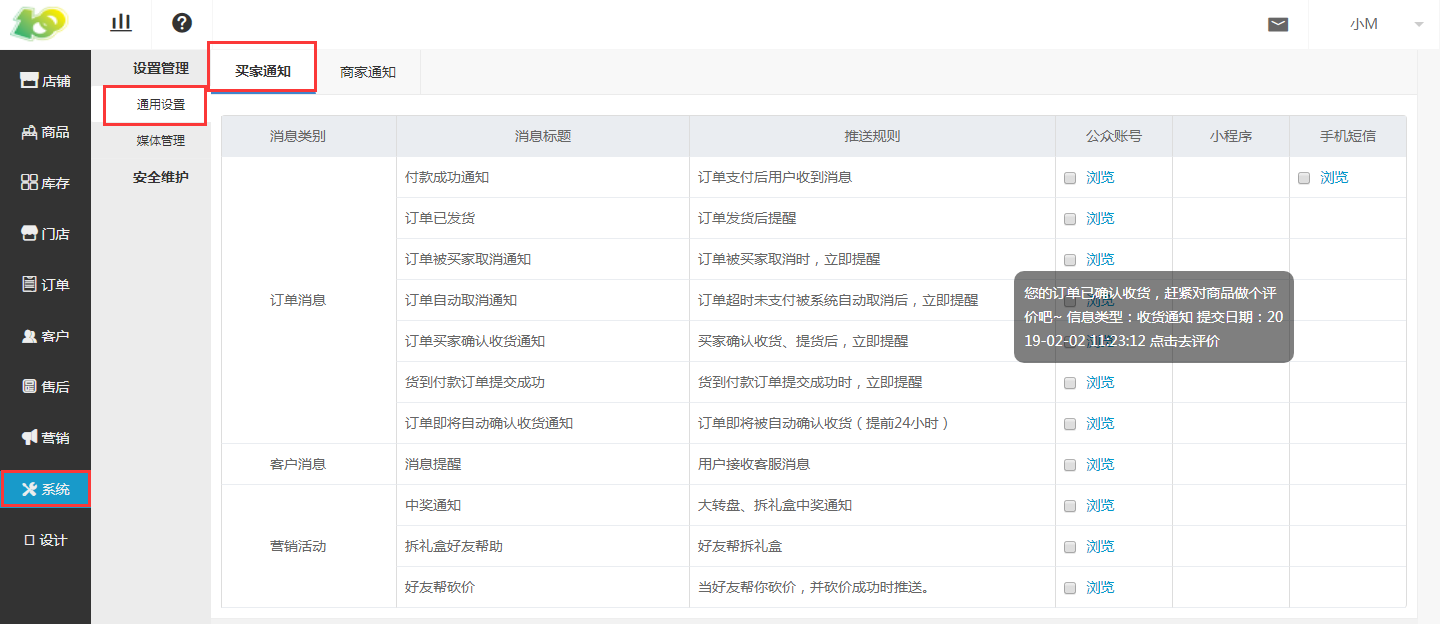 小M
店铺
商品
库存
门店
订单
客户
售后
营销
系统
设计
设置管理
通用设置
媒体管理
安全维护
买家通知
商家通知
消息类别 消息标题 推送规则 公众账号 小程序 手机短信
订单消息
付款成功通知 订单支付后用户收到消息 浏览 浏览
订单已发货 订单发货后提醒 浏览
订单被买家取消通知 订单被买家取消时，立即提醒 浏览
订单自动取消通知 订单超时未支付被系统自动取消后，立即提醒 浏览
订单买家确认收货通知 买家确认收货、提货后，立即提醒 浏览
货到付款订单提交成功 货到付款订单提交成功时，立即提醒 浏览
订单即将自动确认收货通知 订单即将被自动确认收货（提前24小时） 浏览
客户消息 消息提醒 用户接收客服消息 浏览
营销活动
中奖通知 大转盘、拆礼盒中奖通知 浏览
拆礼盒好友帮助 好友帮拆礼盒 浏览
好友帮砍价 当好友帮你砍价，并砍价成功时推送。 浏览
您的订单已确认收货，赶紧对商品做个评
价吧~ 信息类型：收货通知 提交日期：20
19-02-02 11:23:12 点击去评价